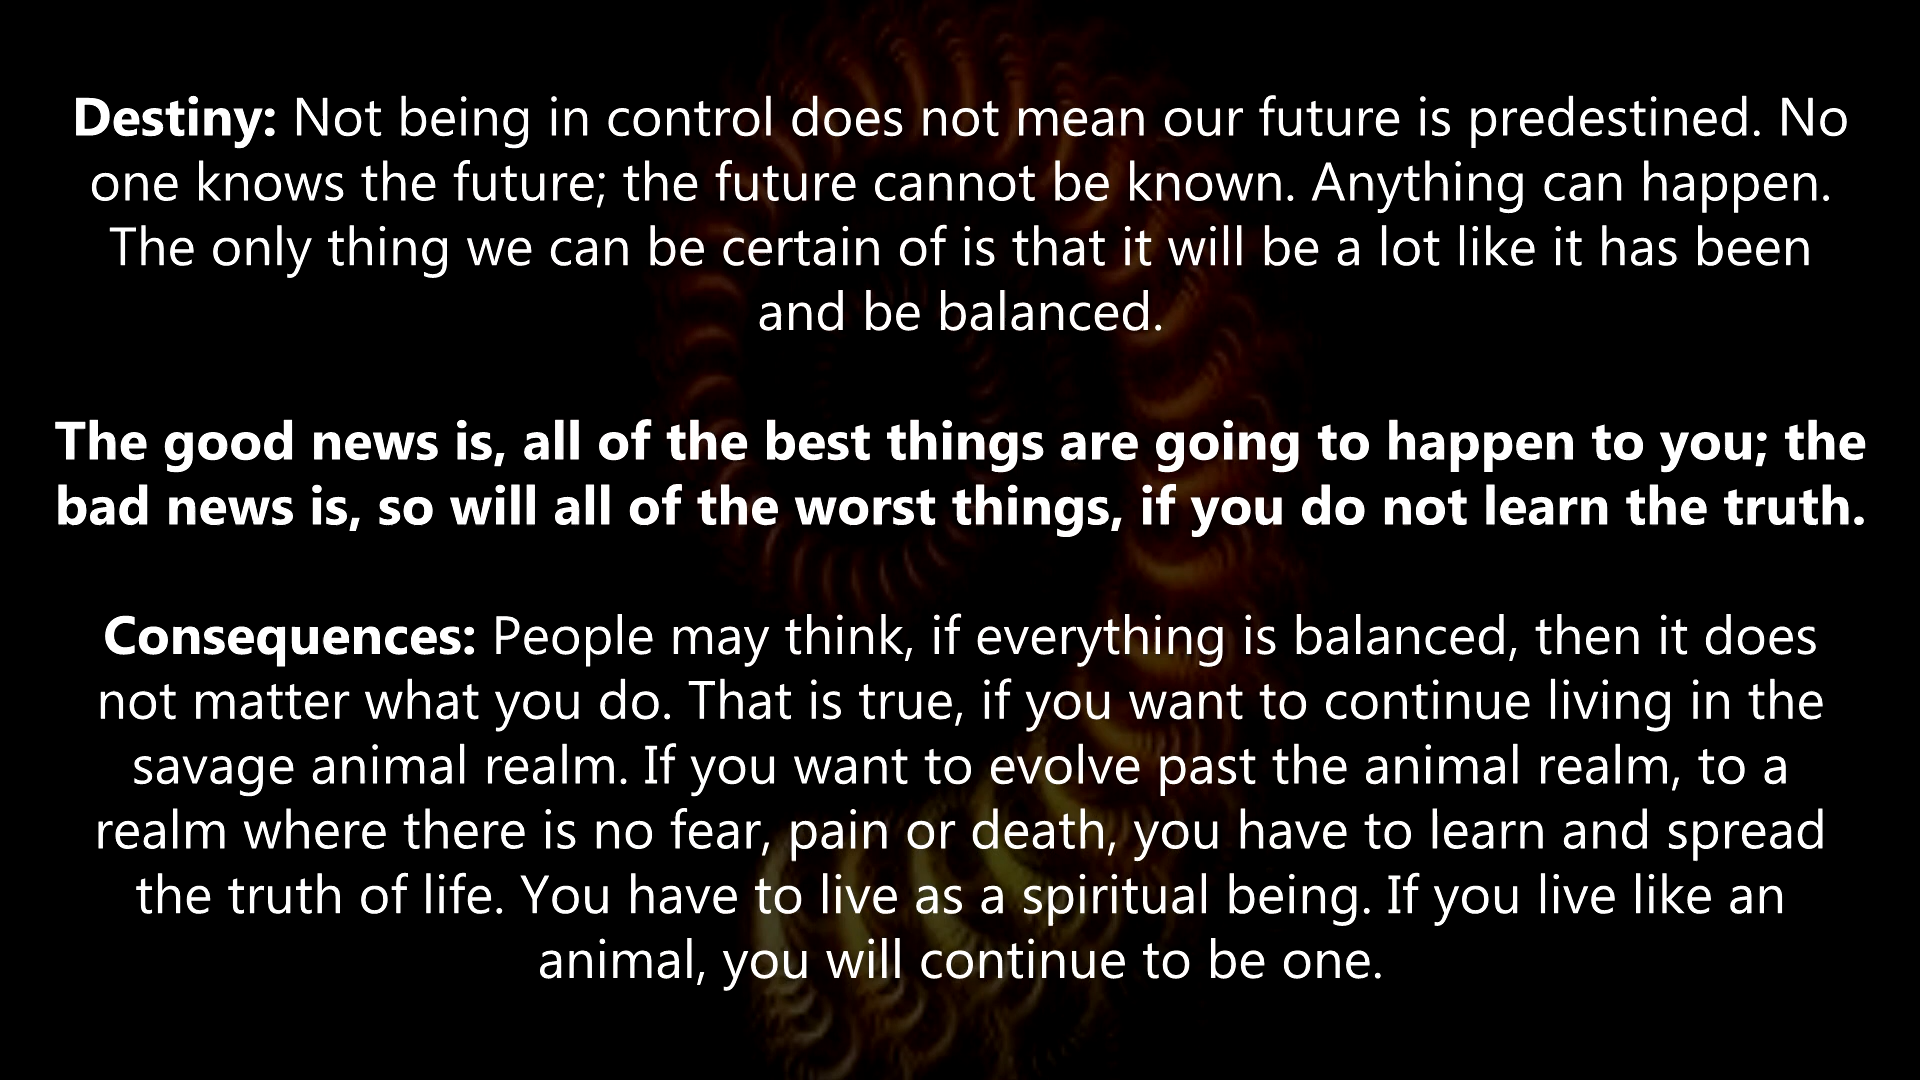 Destiny: Not being in control does not mean our future is predestined. No
one knows the future; the future cannot be known. Anything can happen.
The only thing we can be certain of is that it will be a lot like it has been
and be balanced.
The good news is, all of the best things are going to happen to you; the
bad news is, so will all of the worst things, if you do not learn the truth.
Consequences: People may think, if everything is balanced, then it does
not matter what you do. That is true, if you want to continue living in the
savage animal realm. If you want to evolve past the animal realm, to a
realm where there is no fear, pain or death, you have to learn and spread
the truth of life. You have to live as a spiritual being. If you live like an
animal, you will continue to be one.